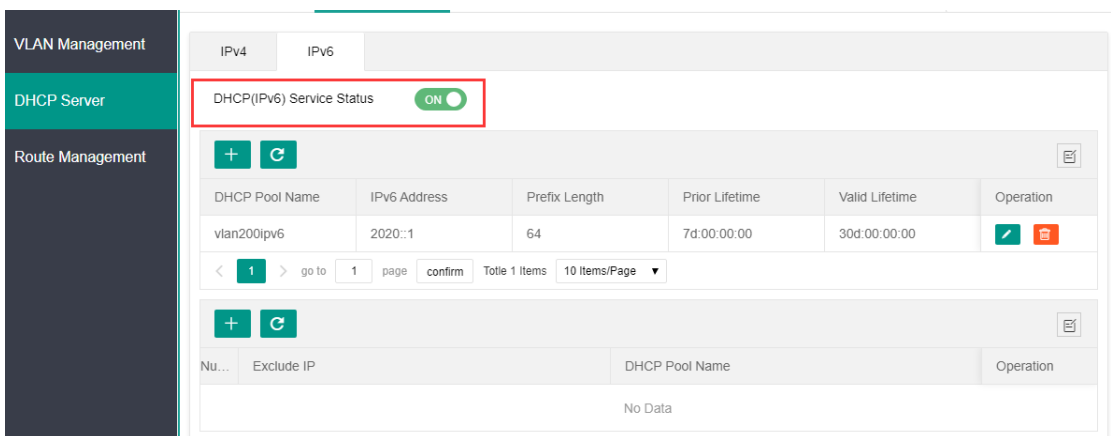 VLAN Management
DHCP Server
Route Management
IPv4 IPv6
DHCP(IPv6) Service Status ON
DHCP Pool Name IPv6 Address Prefix Length Prior Lifetime Valid Lifetime Operation
vlan200ipv6 2020::1 64 7d:00:00:00 30d:00:00:00
< 1 > go to 1 page confirm Totle 1 Items 10 Items/Page ▼
Nu... Exclude IP DHCP Pool Name Operation
No Data